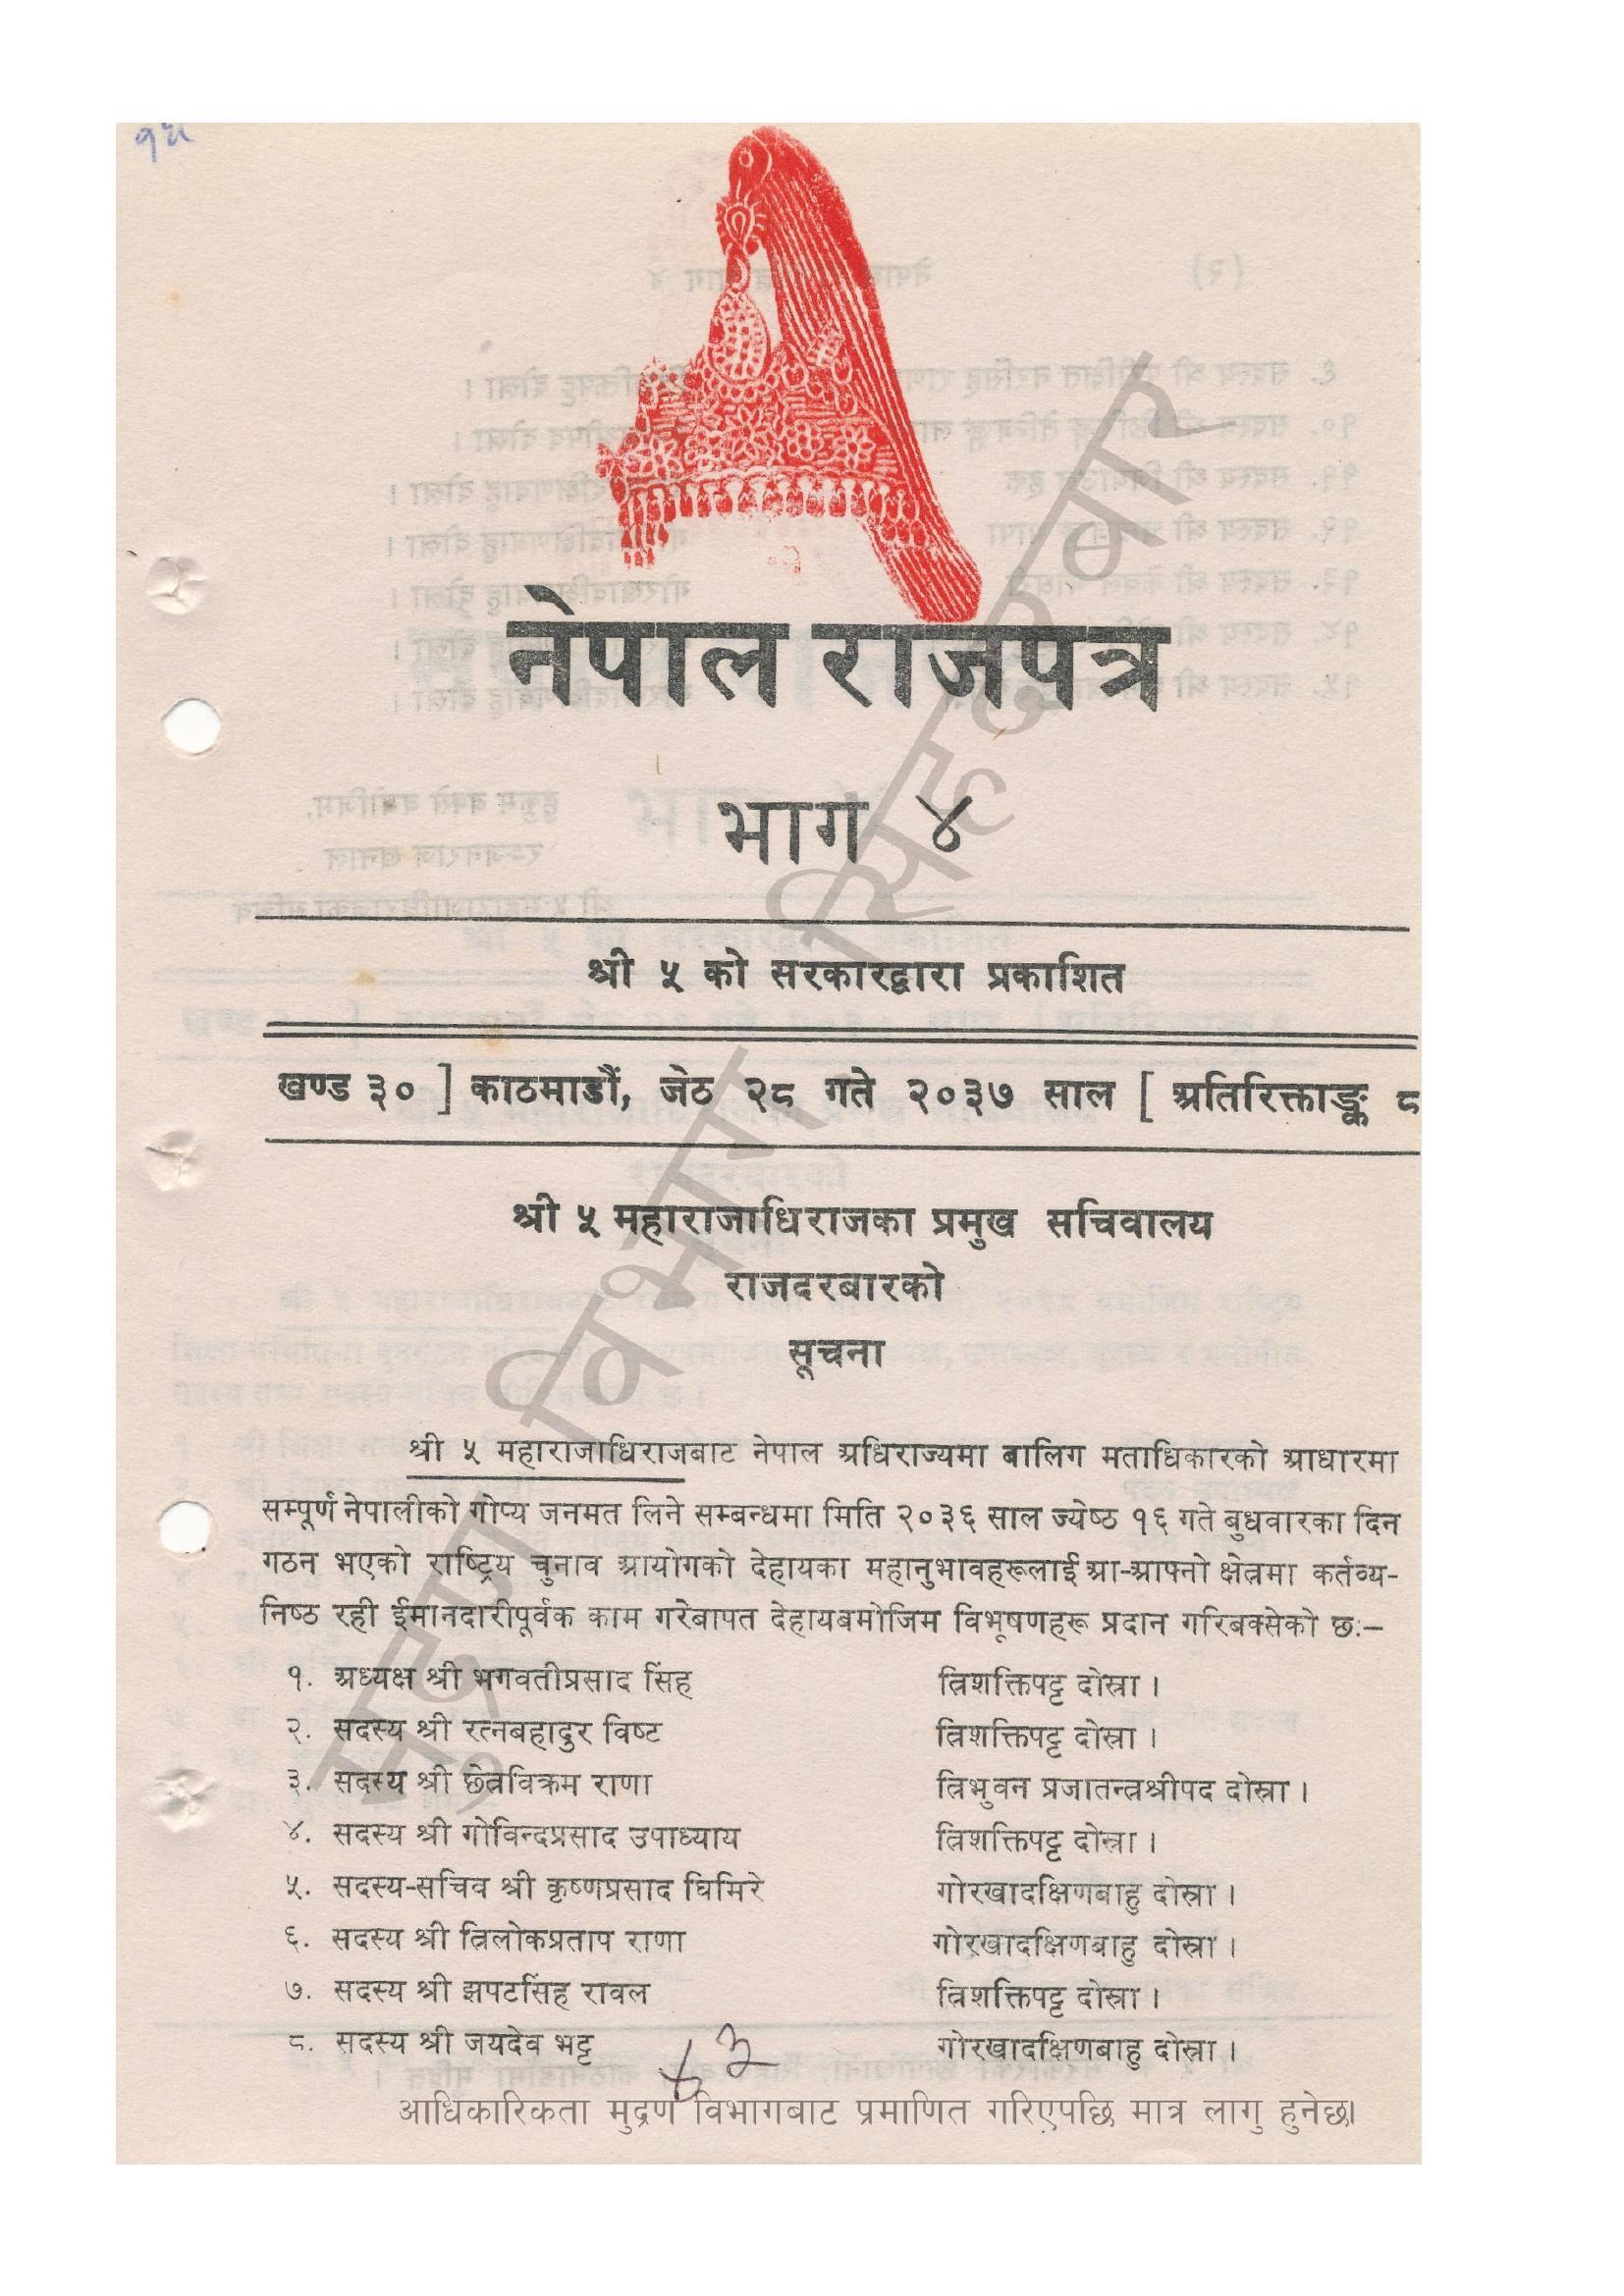 १५
नेपाल राजपत्र
भाग ४
श्री ५ को सरकारद्वारा प्रकाशित
खण्ड ३० ] काठमाडौं, जेठ २८ गते २०३७ साल [ अतिरिक्ताङ्क ८
श्री ५ महाराजाधिराजका प्रमुख सचिवालय
राजदरबारको
सूचना
श्री ५ महाराजाधिराजबाट नेपाल अधिराज्यमा बालिग मताधिकारको आधारमा
सम्पूर्ण नेपालीको गोप्य जनमत लिने सम्बन्धमा मिति २०३६ साल ज्येष्ठ १६ गते बुधवारका दिन
गठन भएको राष्ट्रिय चुनाव आयोगको देहायका महानुभावहरूलाई आ-आफ्नो क्षेत्रमा कर्तव्य-
निष्ठ रही ईमानदारीपूर्वक काम गरेबापत देहायबमोजिम विभूषणहरू प्रदान गरिबक्सेको छ:–
१. अध्यक्ष श्री भगवतीप्रसाद सिंह त्रिशक्तिपट्ट दोस्रा ।
२. सदस्य श्री रत्नबहादुर विष्ट त्रिशक्तिपट्ट दोस्रा ।
३. सदस्य श्री छेत्रविक्रम राणा त्रिभुवन प्रजातन्त्रश्रीपद दोस्रा ।
४. सदस्य श्री गोविन्दप्रसाद उपाध्याय त्रिशक्तिपट्ट दोस्रा ।
५. सदस्य-सचिव श्री कृष्णप्रसाद घिमिरे गोरखादक्षिणबाहु दोस्रा ।
६. सदस्य श्री त्रिलोकप्रताप राणा गोरखादक्षिणबाहु दोस्रा ।
७. सदस्य श्री झपटसिंह रावल त्रिशक्तिपट्ट दोस्रा ।
८. सदस्य श्री जयदेव भट्ट गोरखादक्षिणबाहु दोस्रा ।
आधिकारिकता मुद्रण विभागबाट प्रमाणित गरिएपछि मात्र लागु हुनेछ।
मुद्रण विभाग, सिंहदरबार